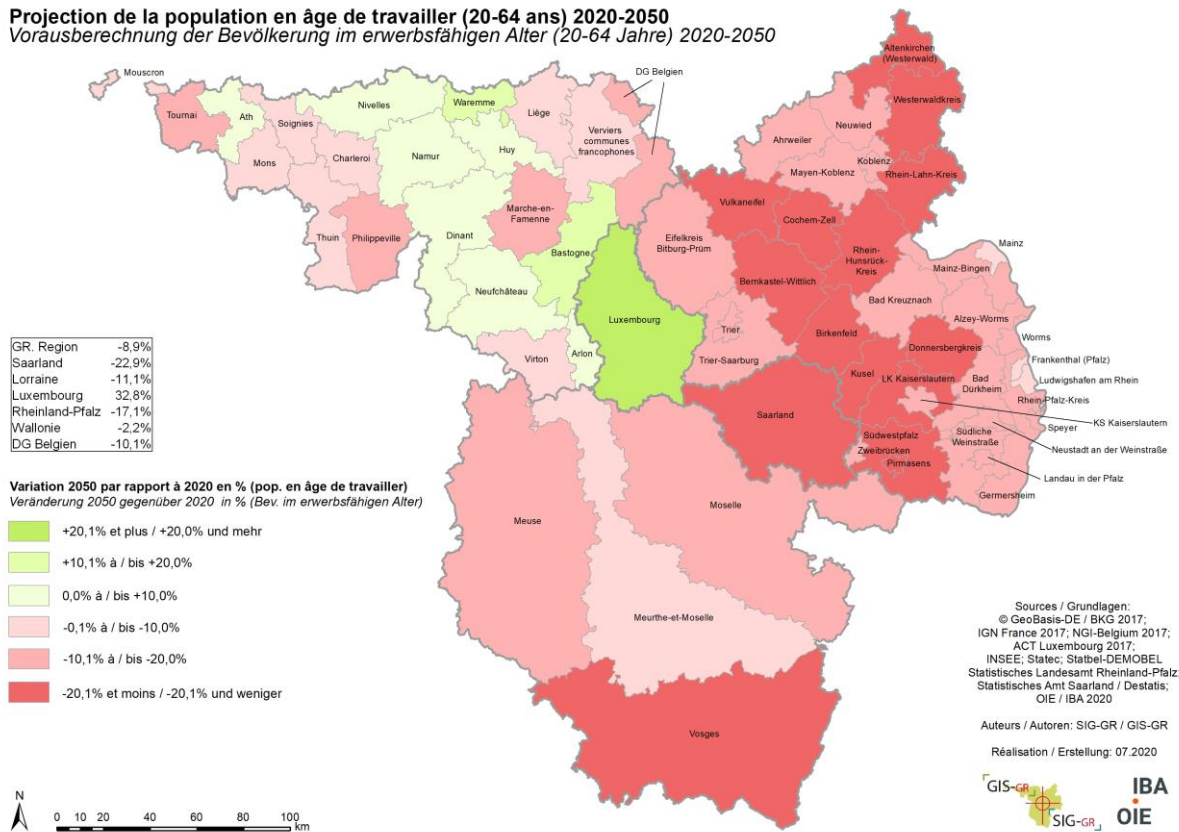 Projection de la population en âge de travailler (20-64 ans) 2020-2050
Vorausberechnung der Bevölkerung im erwerbsfähigen Alter (20-64 Jahre) 2020-2050
Mouscron
Tournai
Ath
Soignies
Mons
Nivelles
Charleroi
Thuin
Philippeville
Namur
Waremme
Huy
Liège
Verviers
communes
francophones
DG Belgien
Marche-en-
Famenne
Dinant
Bastogne
Neufchâteau
Virton
Arlon
Luxembourg
Altenkirchen
(Westerwald)
Westerwaldkreis
Neuwied
Ahrweiler
Koblenz
Mayen-Koblenz
Rhein-Lahn-Kreis
Vulkaneifel
Cochem-Zell
Eifelkreis
Bitburg-Prüm
Rhein-
Hunsrück-
Kreis
Bernkastel-Wittlich
Mainz
Mainz-Bingen
Bad Kreuznach
Alzey-Worms
Trier
Trier-Saarburg
Birkenfeld
Worms
Donnersbergkreis
Frankenthal (Pfalz)
Kusel
LK Kaiserslautern
Bad
Dürkheim
Ludwigshafen am Rhein
Rhein-Pfalz-Kreis
KS Kaiserslautern
Saarland
Speyer
Südwestpfalz
Südliche
Weinstraße
Neustadt an der Weinstraße
Zweibrücken
Pirmasens
Landau in der Pfalz
Germersheim
Meuse
Moselle
Meurthe-et-Moselle
Vosges
GR. Region -8,9%
Saarland -22,9%
Lorraine -11,1%
Luxembourg 32,8%
Rheinland-Pfalz -17,1%
Wallonie -2,2%
DG Belgien -10,1%
Variation 2050 par rapport à 2020 en % (pop. en âge de travailler)
Veränderung 2050 gegenüber 2020 in % (Bev. im erwerbsfähigen Alter)
+20,1% et plus / +20,0% und mehr
+10,1% à / bis +20,0%
0,0% à / bis +10,0%
-0,1% à / bis -10,0%
-10,1% à / bis -20,0%
-20,1% et moins / -20,1% und weniger
N
0 10 20 40 60 80 100
km
Sources / Grundlagen:
© GeoBasis-DE / BKG 2017;
IGN France 2017; NGI-Belgium 2017;
ACT Luxembourg 2017;
INSEE; Statec; Statbel-DEMOBEL
Statistisches Landesamt Rheinland-Pfalz;
Statistisches Amt Saarland / Destatis;
OIE / IBA 2020
Auteurs / Autoren: SIG-GR / GIS-GR
Réalisation / Erstellung: 07.2020
GIS-GR
SIG-GR
IBA
OIE